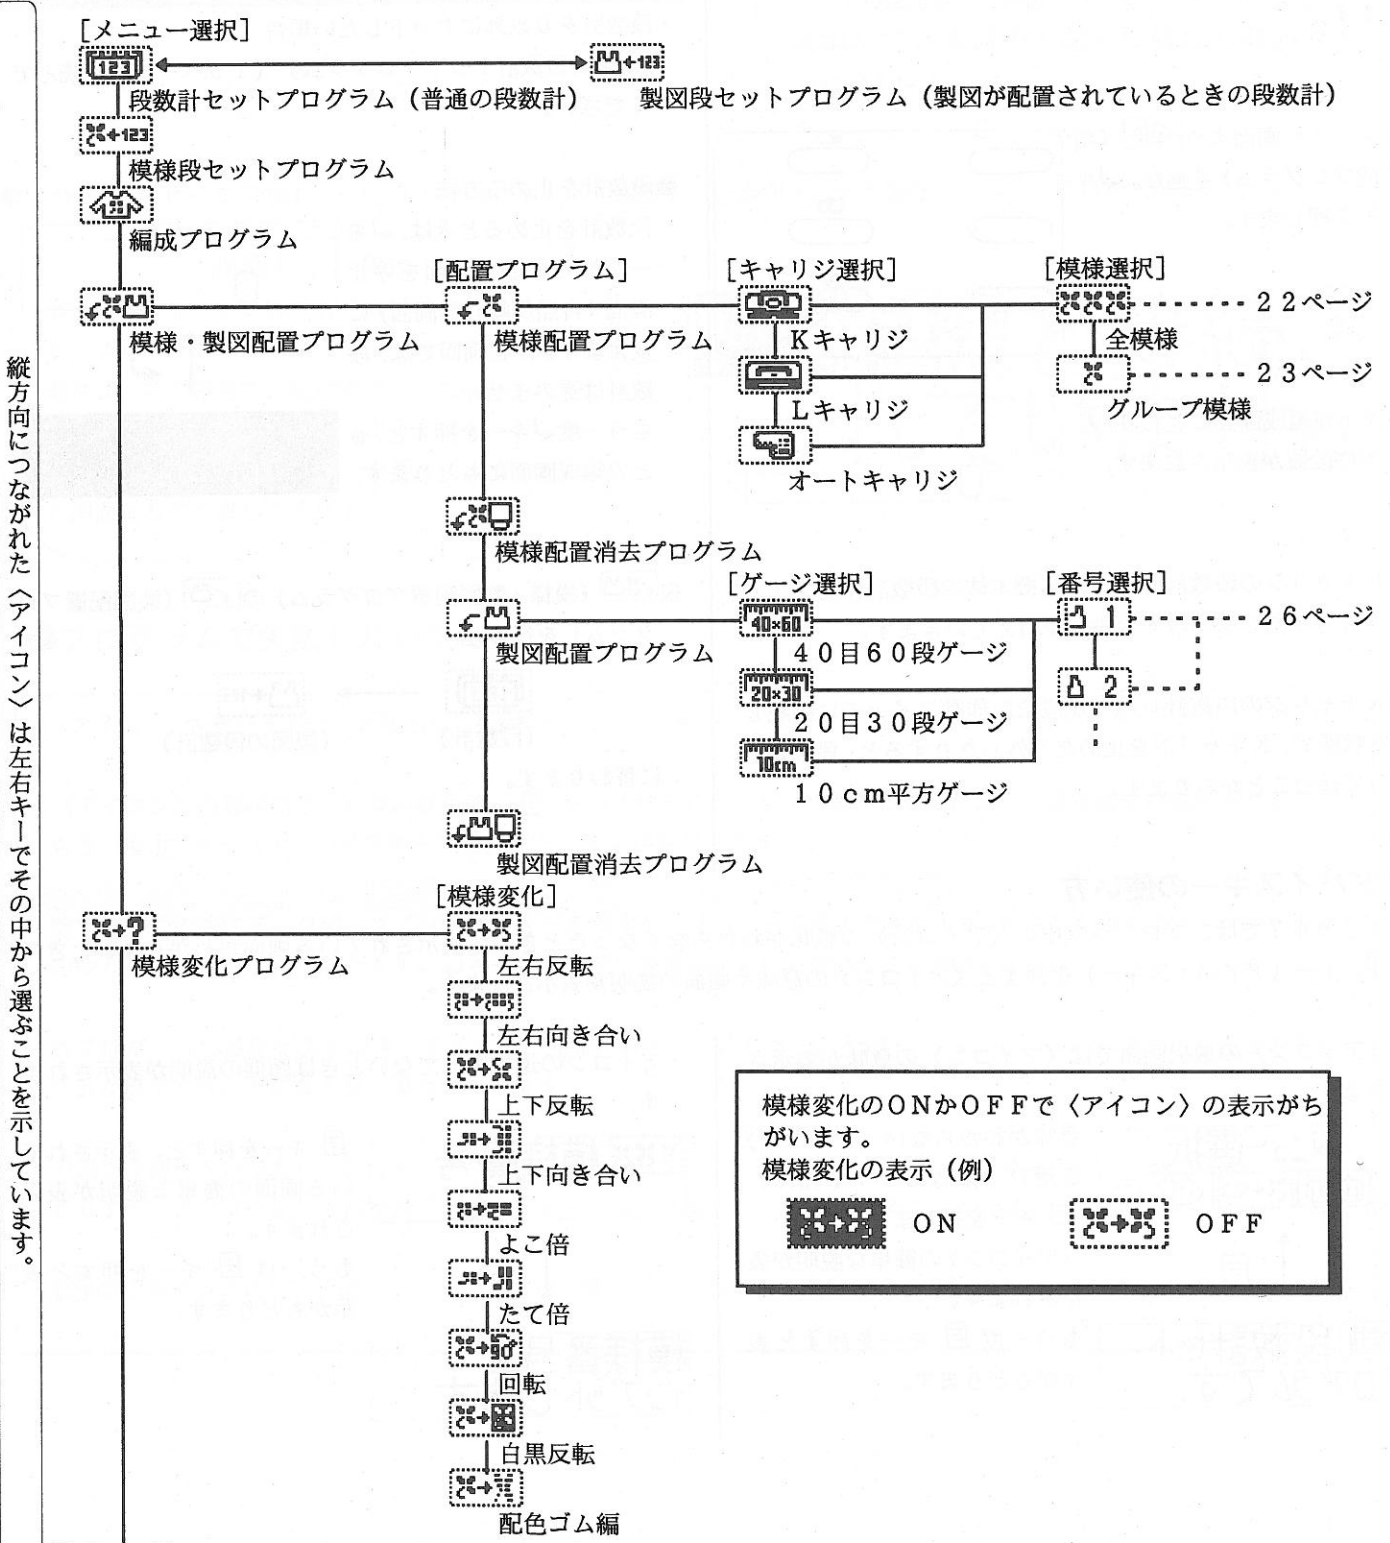 [メニュー選択]
123
+123
段数計セットプログラム（普通の段数計）
製図段セットプログラム（製図が配置されているときの段数計）
+123
模様段セットプログラム
編成プログラム
[配置プログラム]
[キャリジ選択]
[模様選択]
２２ページ
模様・製図配置プログラム
模様配置プログラム
Ｋキャリジ
全模様
２３ページ
Ｌキャリジ
グループ模様
オートキャリジ
模様配置消去プログラム
[ゲージ選択]
[番号選択]
40×60
1
２６ページ
製図配置プログラム
４０目６０段ゲージ
20×30
2
２０目３０段ゲージ
10cm
１０ｃｍ平方ゲージ
製図配置消去プログラム
[模様変化]
?
模様変化プログラム
左右反転
左右向き合い
上下反転
上下向き合い
よこ倍
たて倍
90°
回転
白黒反転
配色ゴム編
模様変化のＯＮかＯＦＦで〈アイコン〉の表示がち
がいます。
模様変化の表示（例）
ＯＮ
ＯＦＦ
縦方向につながれた〈アイコン〉は左右キーでその中から選ぶことを示しています。